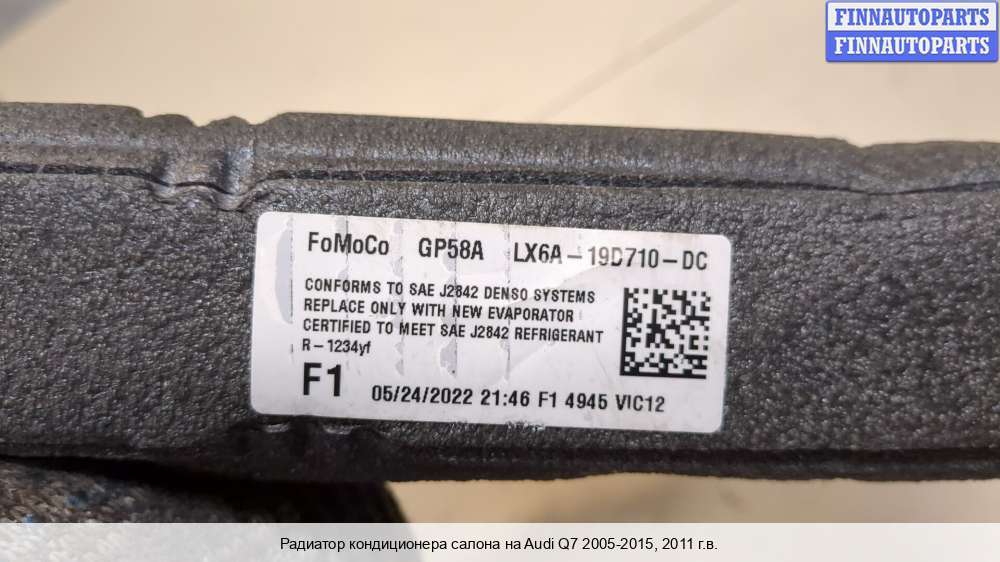 FINNAUTOPARTS
FINNAUTOPARTS
FoMoCo GP58A LX6A-19D710-DC
CONFORMS TO SAE J2842 DENSO SYSTEMS
REPLACE ONLY WITH NEW EVAPORATOR
CERTIFIED TO MEET SAE J2842 REFRIGERANT
R-1234yf
F1 05/24/2022 21:46 F1 4945 VIC12
Радиатор кондиционера салона на Audi Q7 2005-2015, 2011 г.в.